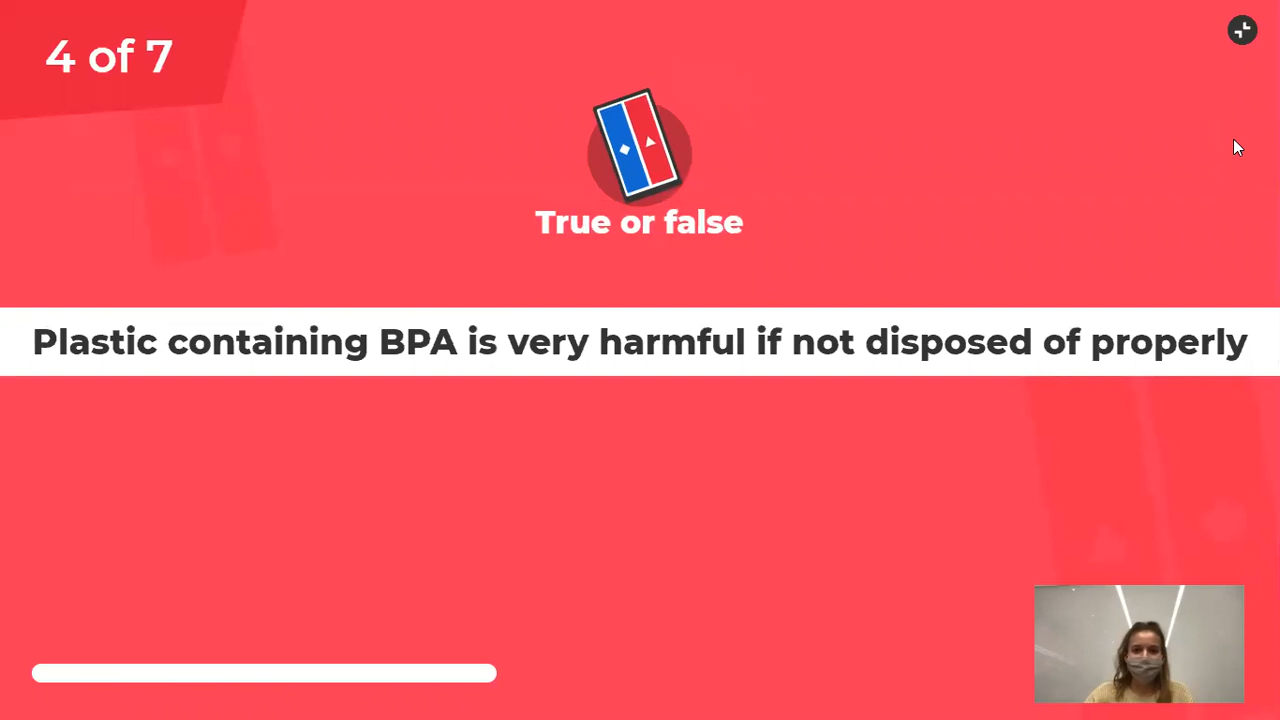 4 of 7
True or false
Plastic containing BPA is very harmful if not disposed of properly